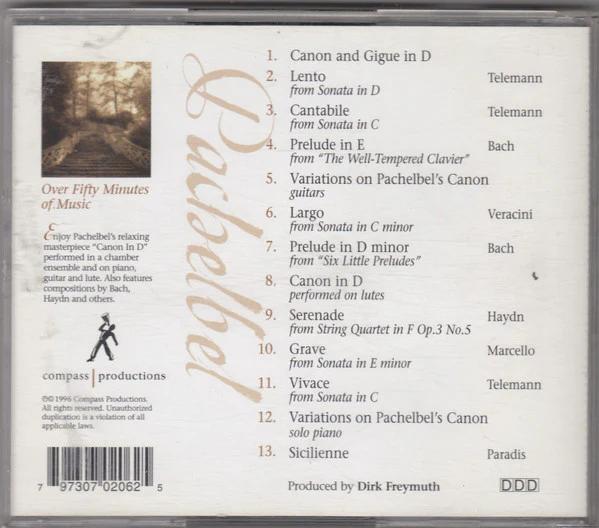 Pachelbel
1. Canon and Gigue in D
2. Lento Telemann
from Sonata in D
3. Cantabile Telemann
from Sonata in C
4. Prelude in E Bach
from "The Well-Tempered Clavier"
5. Variations on Pachelbel's Canon
guitars
6. Largo Veracini
from Sonata in C minor
7. Prelude in D minor Bach
from "Six Little Preludes"
8. Canon in D
performed on lutes
9. Serenade Haydn
from String Quartet in F Op.3 No.5
10. Grave Marcello
from Sonata in E minor
11. Vivace Telemann
from Sonata in C
12. Variations on Pachelbel's Canon
solo piano
13. Sicilienne Paradis
Produced by Dirk Freymuth DDD
Over Fifty Minutes
of Music
Enjoy Pachelbel's relaxing
masterpiece "Canon In D"
performed in a chamber
ensemble and on piano,
guitar and lute. Also features
compositions by Bach,
Haydn and others.
compass | productions
℗© 1996 Compass Productions.
All rights reserved. Unauthorized
duplication is a violation of all
applicable laws.
7 97307 02062 5